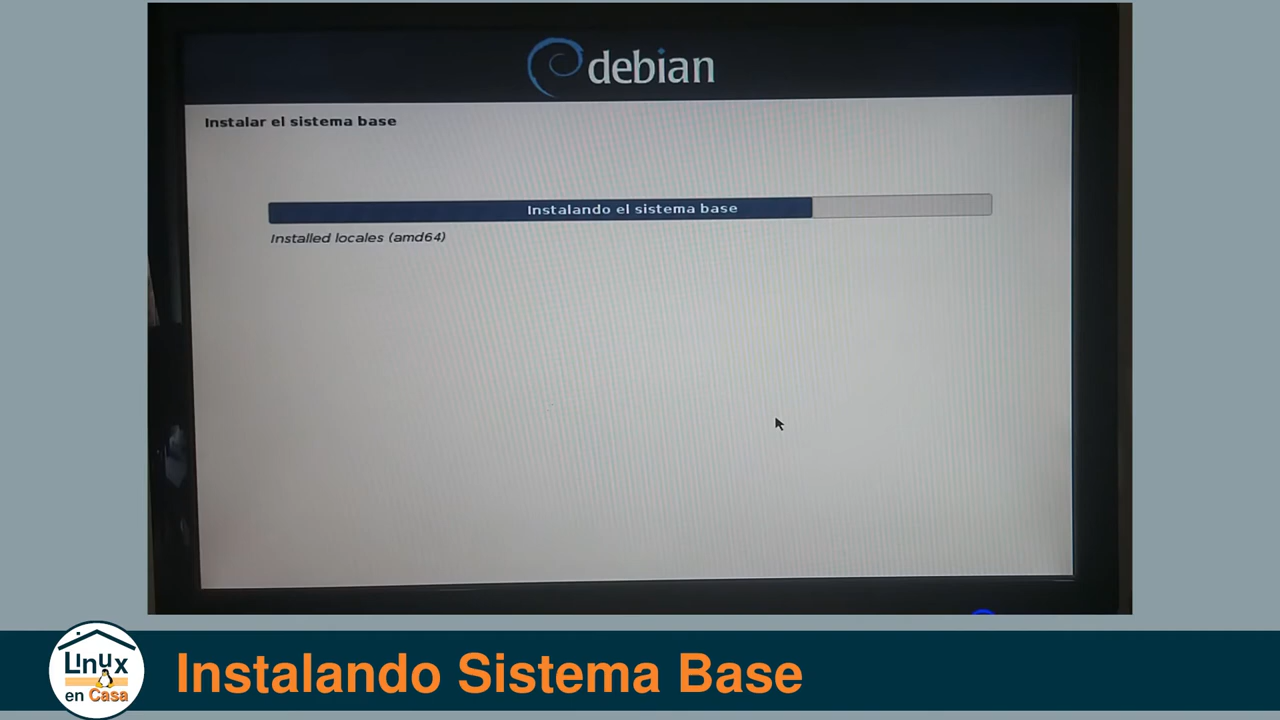 debian
Instalar el sistema base
Instalando el sistema base
Installed locales (amd64)
Linux
en Casa
Instalando Sistema Base